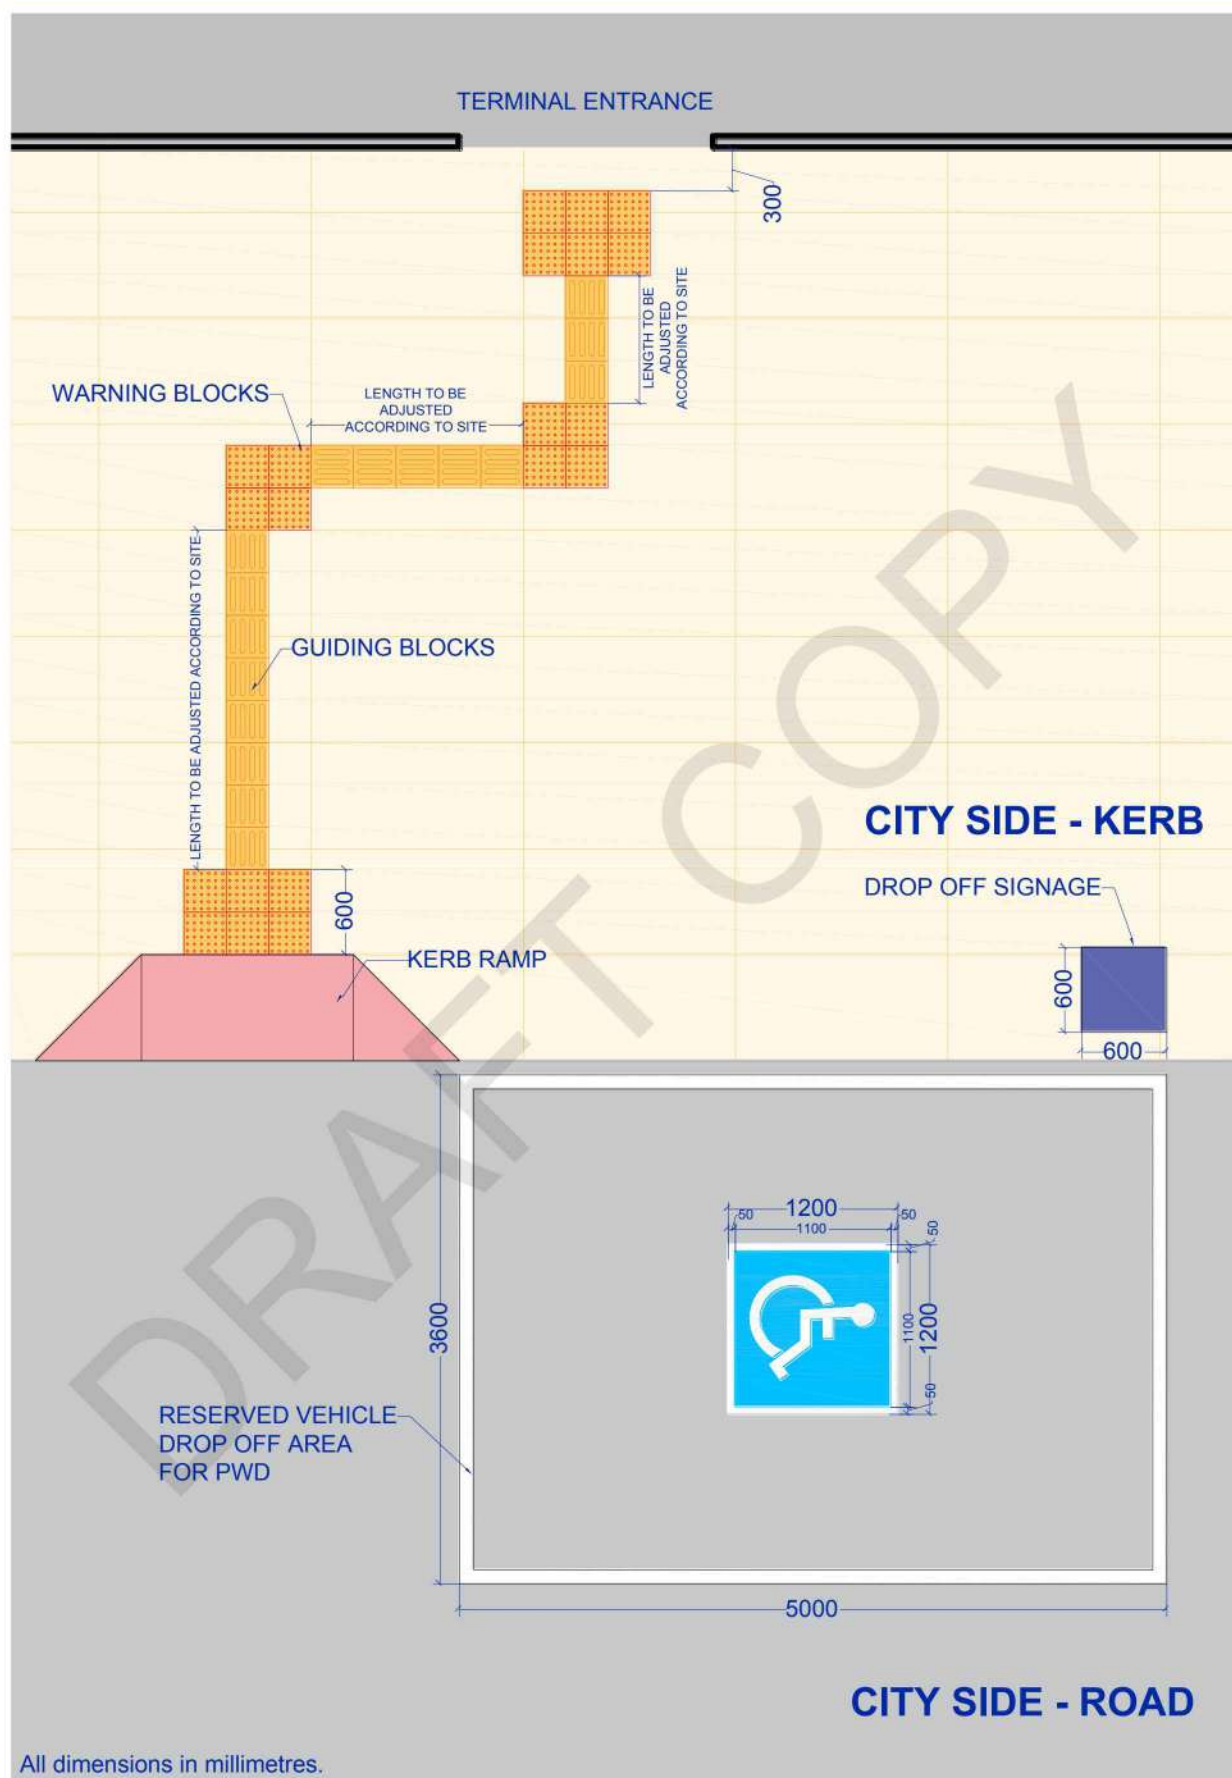 TERMINAL ENTRANCE
300
LENGTH TO BE
ADJUSTED
ACCORDING TO SITE
WARNING BLOCKS
LENGTH TO BE
ADJUSTED
ACCORDING TO SITE
LENGTH TO BE ADJUSTED ACCORDING TO SITE
GUIDING BLOCKS
CITY SIDE - KERB
DROP OFF SIGNAGE
600
KERB RAMP
600
600
DRAFT COPY
1200
50
1100
50
50
1100
1200
50
3600
RESERVED VEHICLE
DROP OFF AREA
FOR PWD
5000
CITY SIDE - ROAD
All dimensions in millimetres.